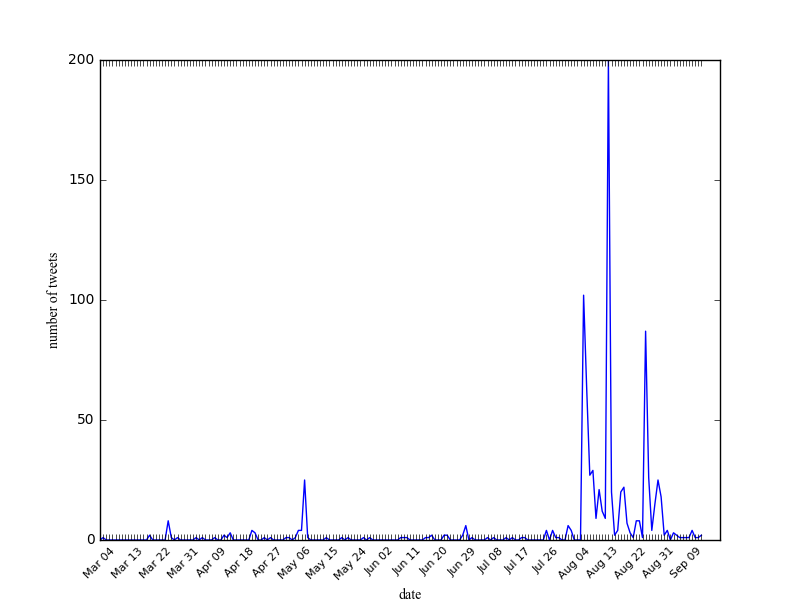 200
150
100
50
0
number of tweets
Mar 04 Mar 13 Mar 22 Mar 31 Apr 09 Apr 18 Apr 27 May 06 May 15 May 24 Jun 02 Jun 11 Jun 20 Jun 29 Jul 08 Jul 17 Jul 26 Aug 04 Aug 13 Aug 22 Aug 31 Sep 09
date